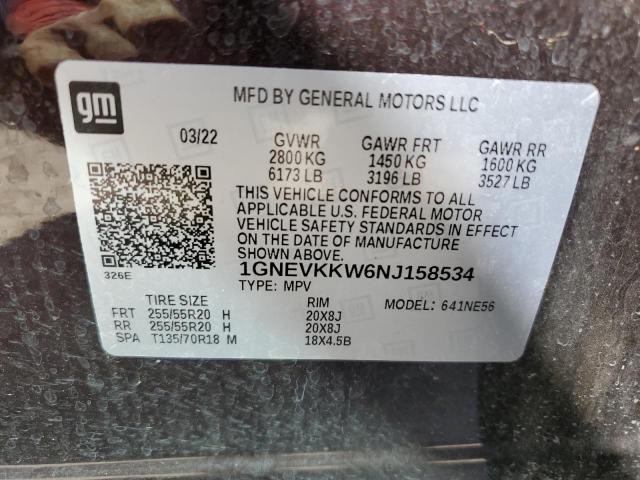 gm
MFD BY GENERAL MOTORS LLC
03/22 GVWR GAWR FRT GAWR RR
2800 KG 1450 KG 1600 KG
6173 LB 3196 LB 3527 LB
THIS VEHICLE CONFORMS TO ALL
APPLICABLE U.S. FEDERAL MOTOR
VEHICLE SAFETY STANDARDS IN EFFECT
ON THE DATE OF MANUFACTURE
SHOWN ABOVE.
1GNEVKKW6NJ158534
326E
TYPE: MPV
TIRE SIZE RIM MODEL: 641NE56
FRT 255/55R20 H 20X8J
RR 255/55R20 H 20X8J
SPA T135/70R18 M 18X4.5B